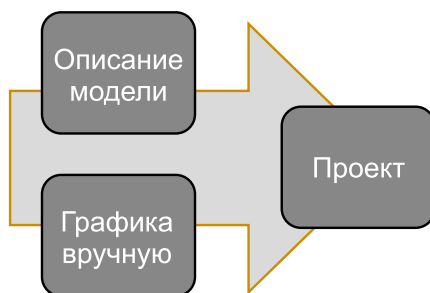 Описание
модели
Графика
вручную
Проект